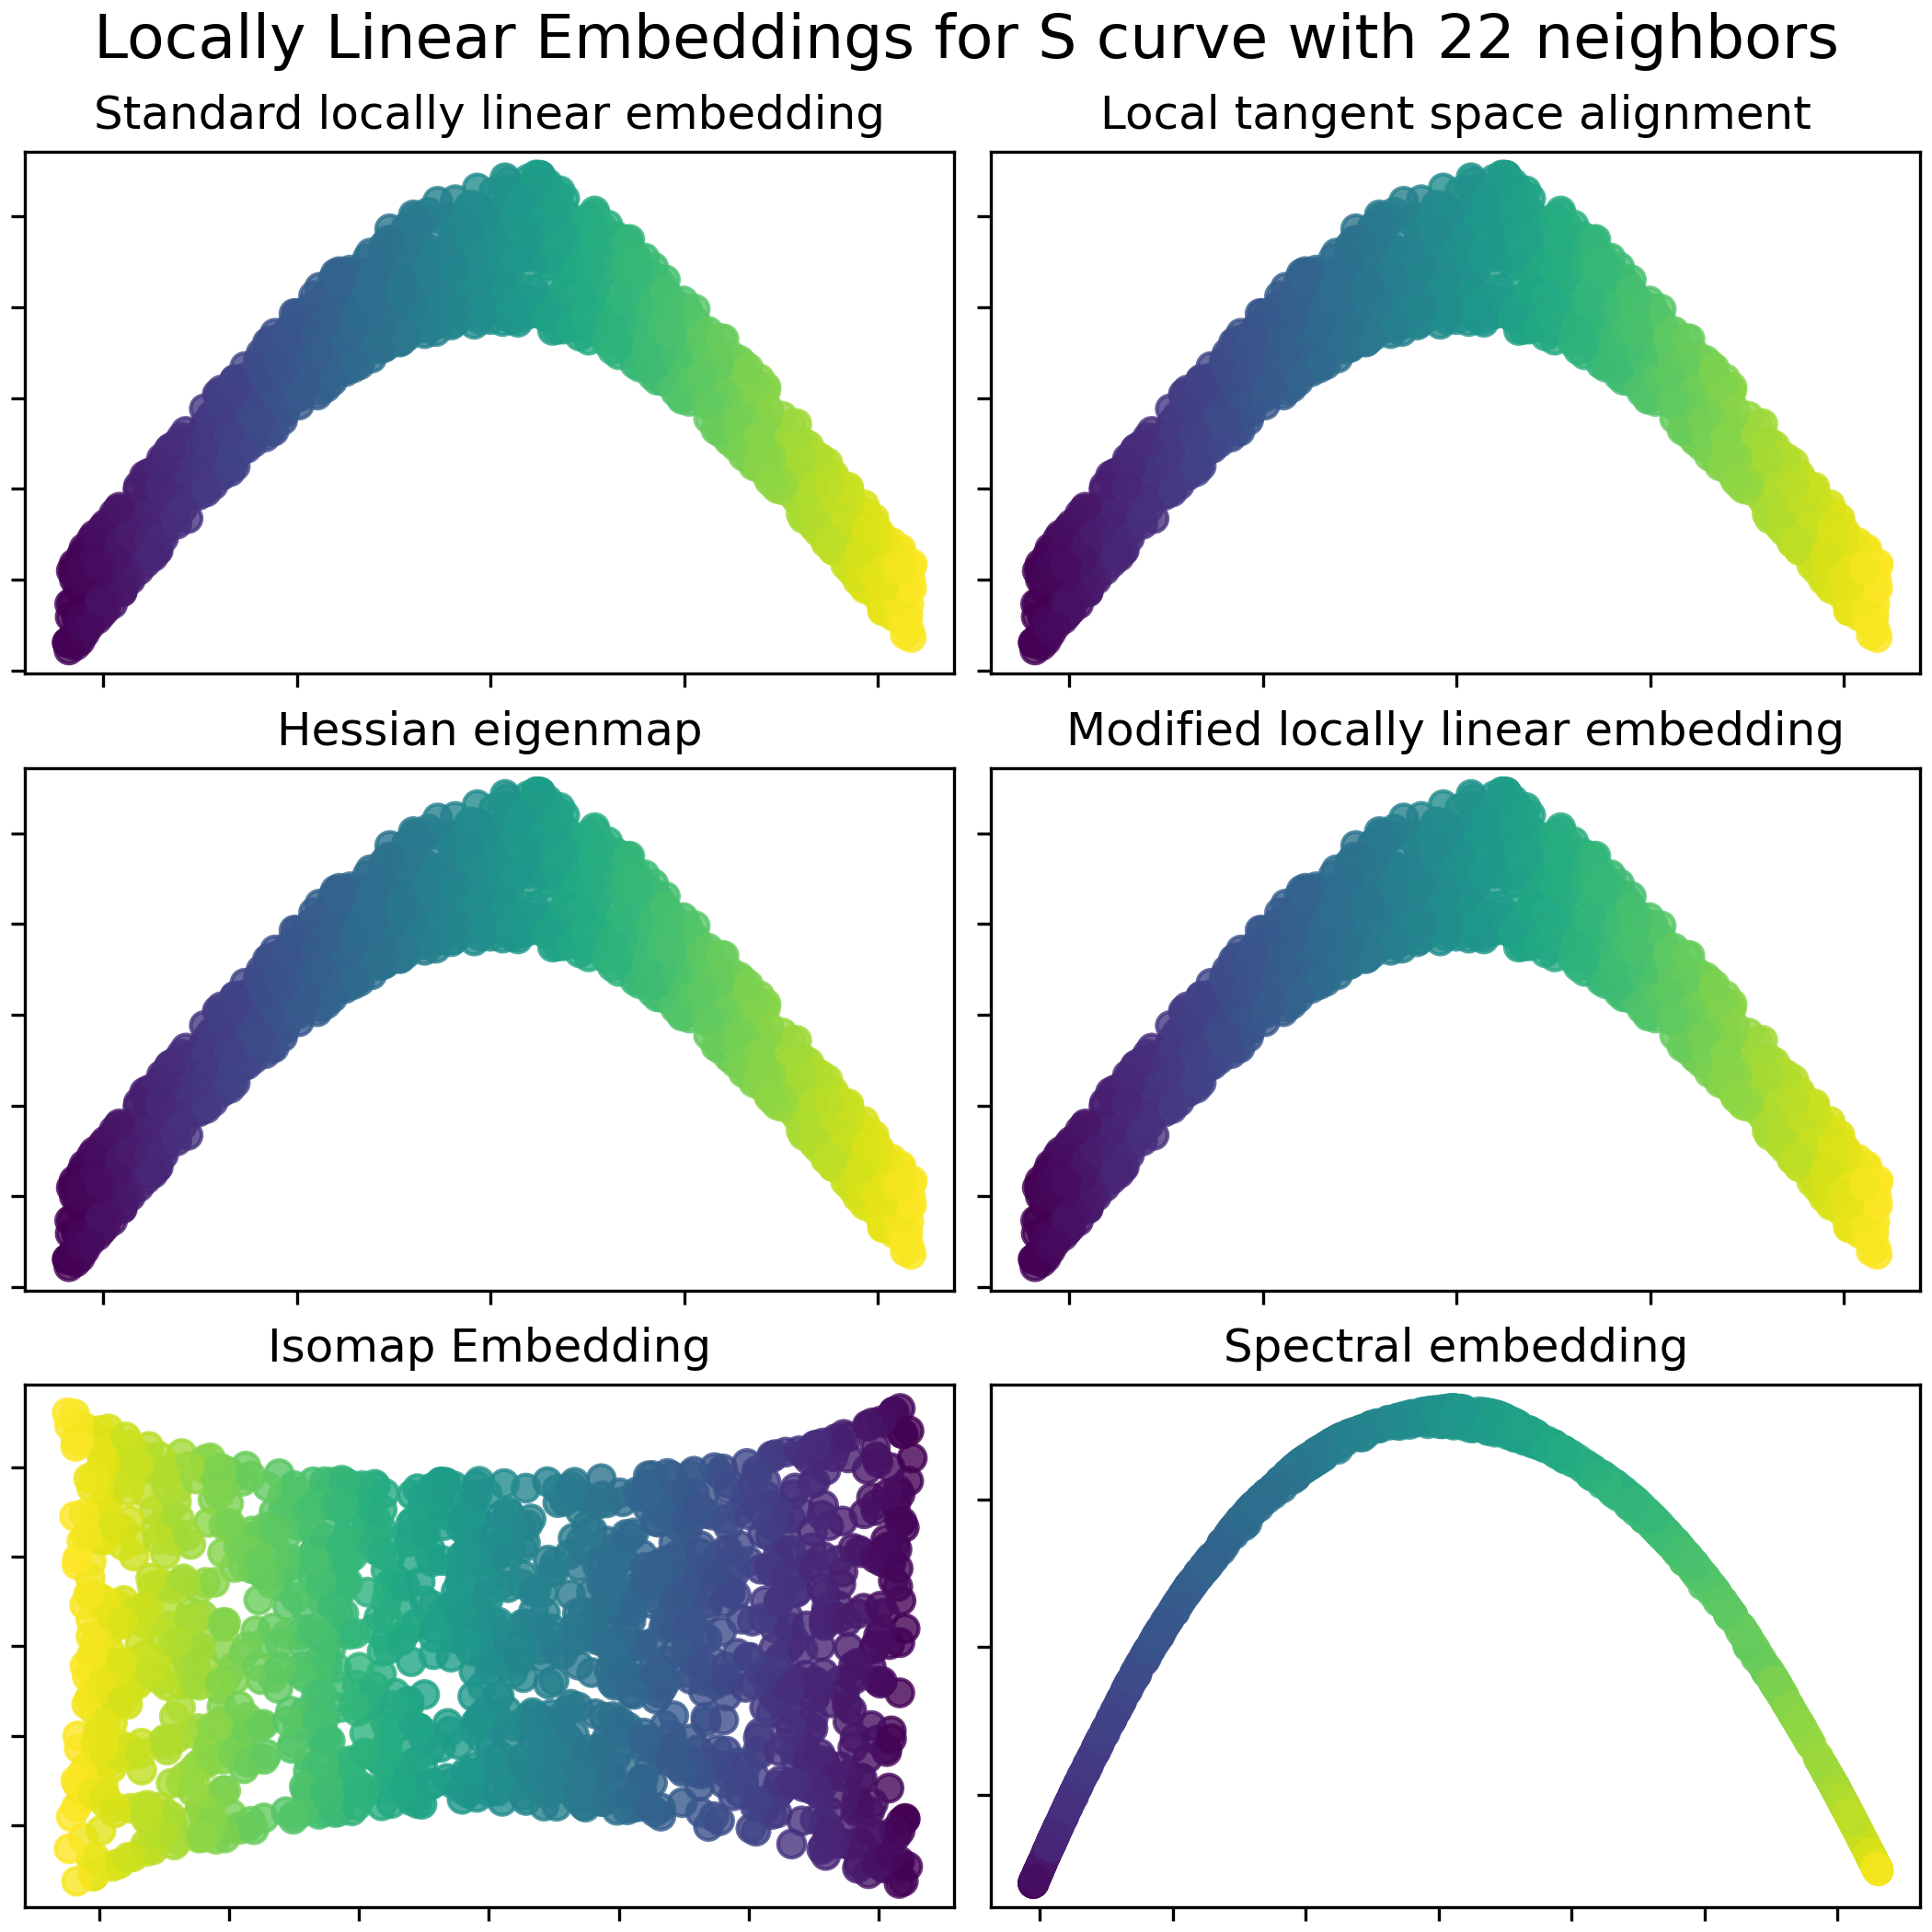 Locally Linear Embeddings for S curve with 22 neighbors
Standard locally linear embedding
Local tangent space alignment
Hessian eigenmap
Modified locally linear embedding
Isomap Embedding
Spectral embedding